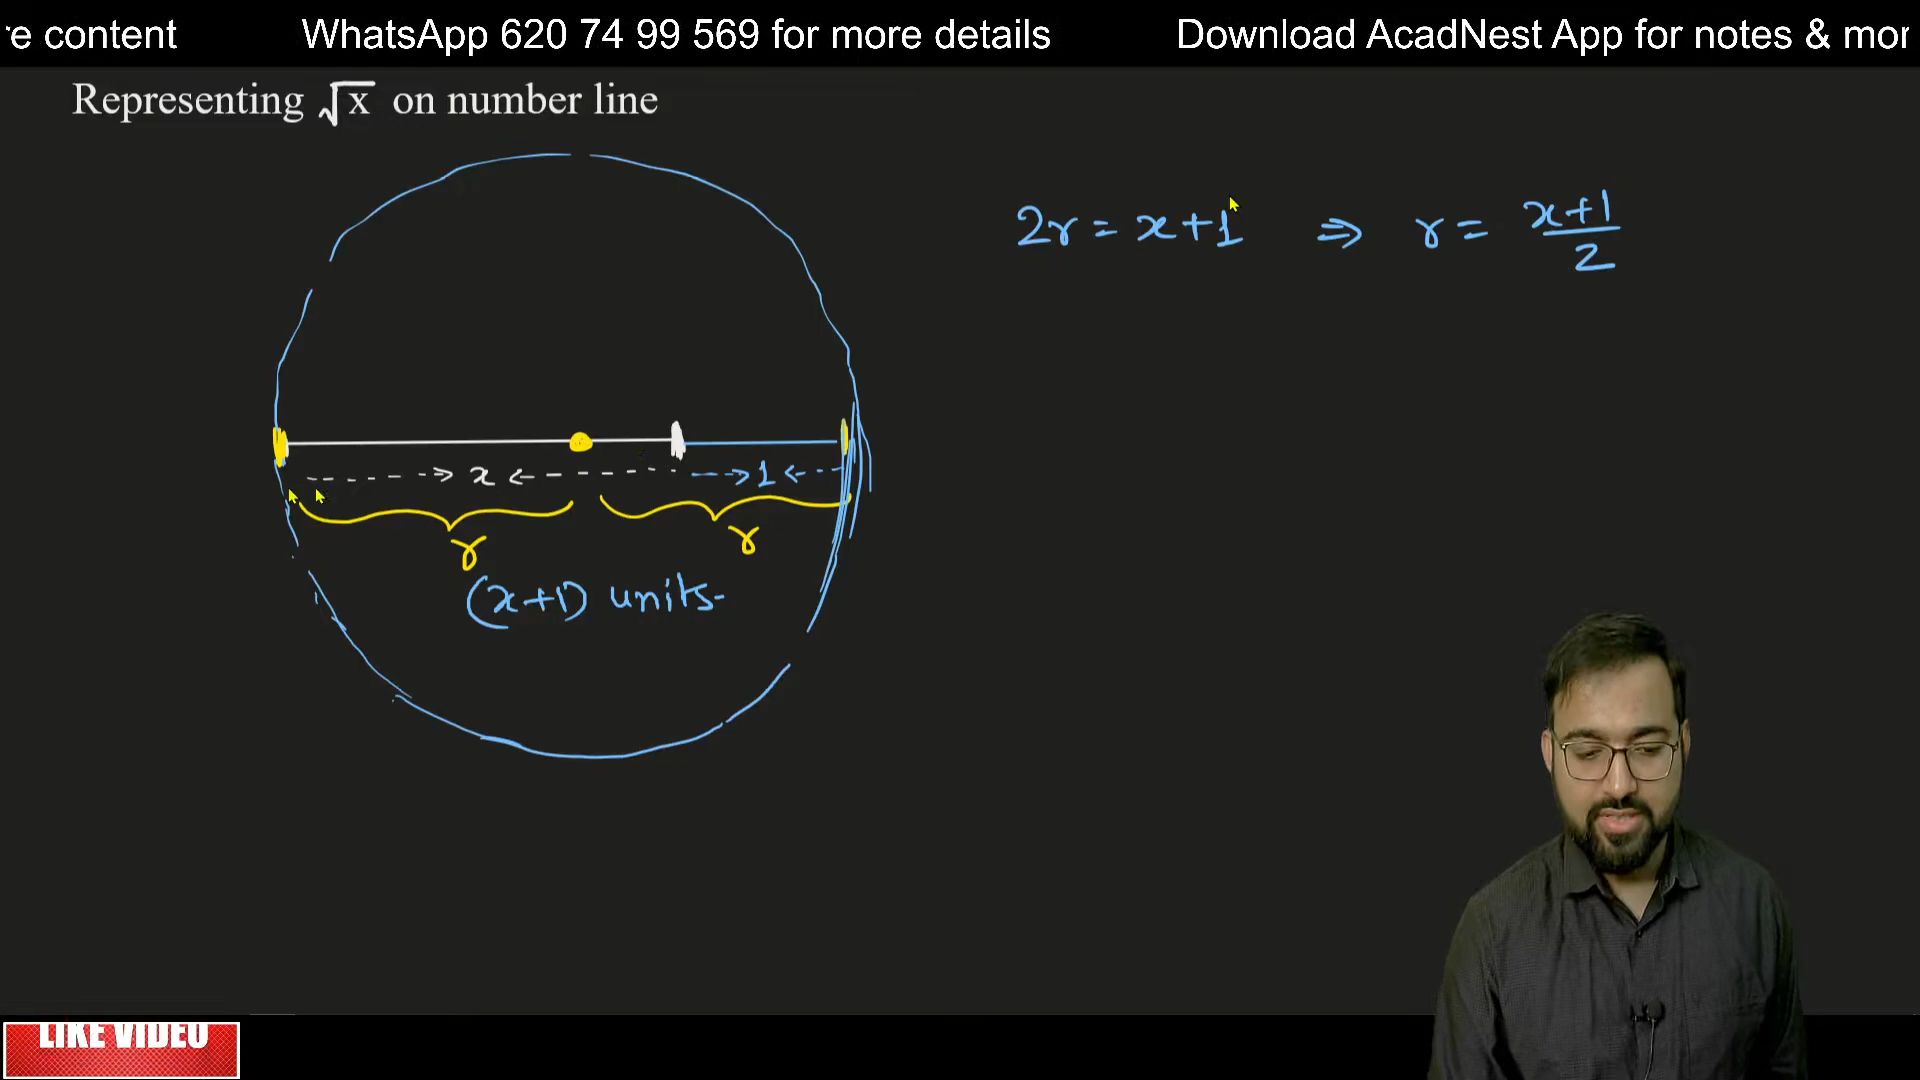 re content WhatsApp 620 74 99 569 for more details Download AcadNest App for notes & mor
Representing √x on number line
2r = x+1 ⇒ r = (x+1)/2
x 1
r r
(x+1) units.
LIKE VIDEO